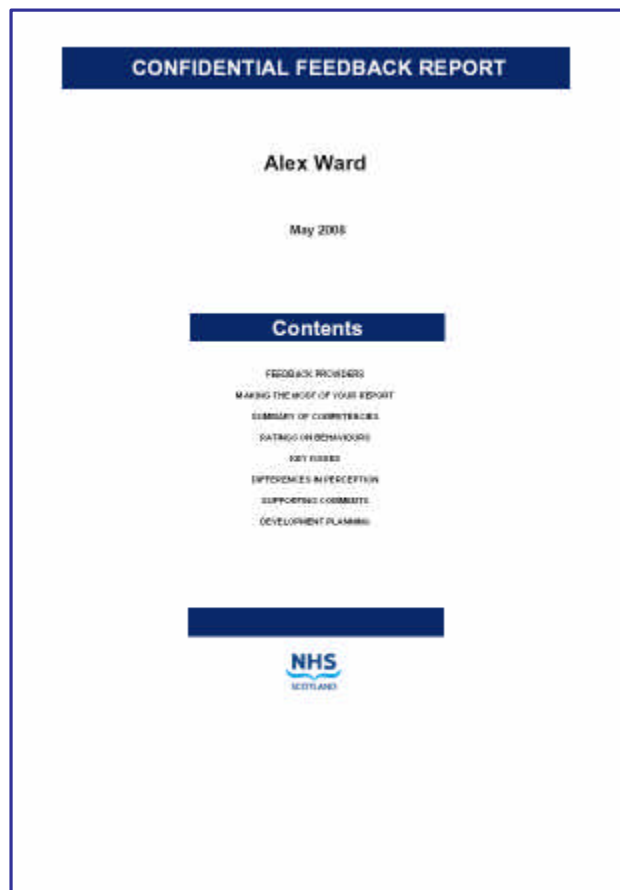 CONFIDENTIAL FEEDBACK REPORT
Alex Ward
May 2008
Contents
FEEDBACK PROVIDERS
MAKING THE MOST OF YOUR REPORT
SUMMARY OF COMPETENCIES
RATINGS ON BEHAVIOURS
KEY ISSUES
DIFFERENCES IN PERCEPTION
SUPPORTING COMMENTS
DEVELOPMENT PLANNING
NHS
SCOTLAND